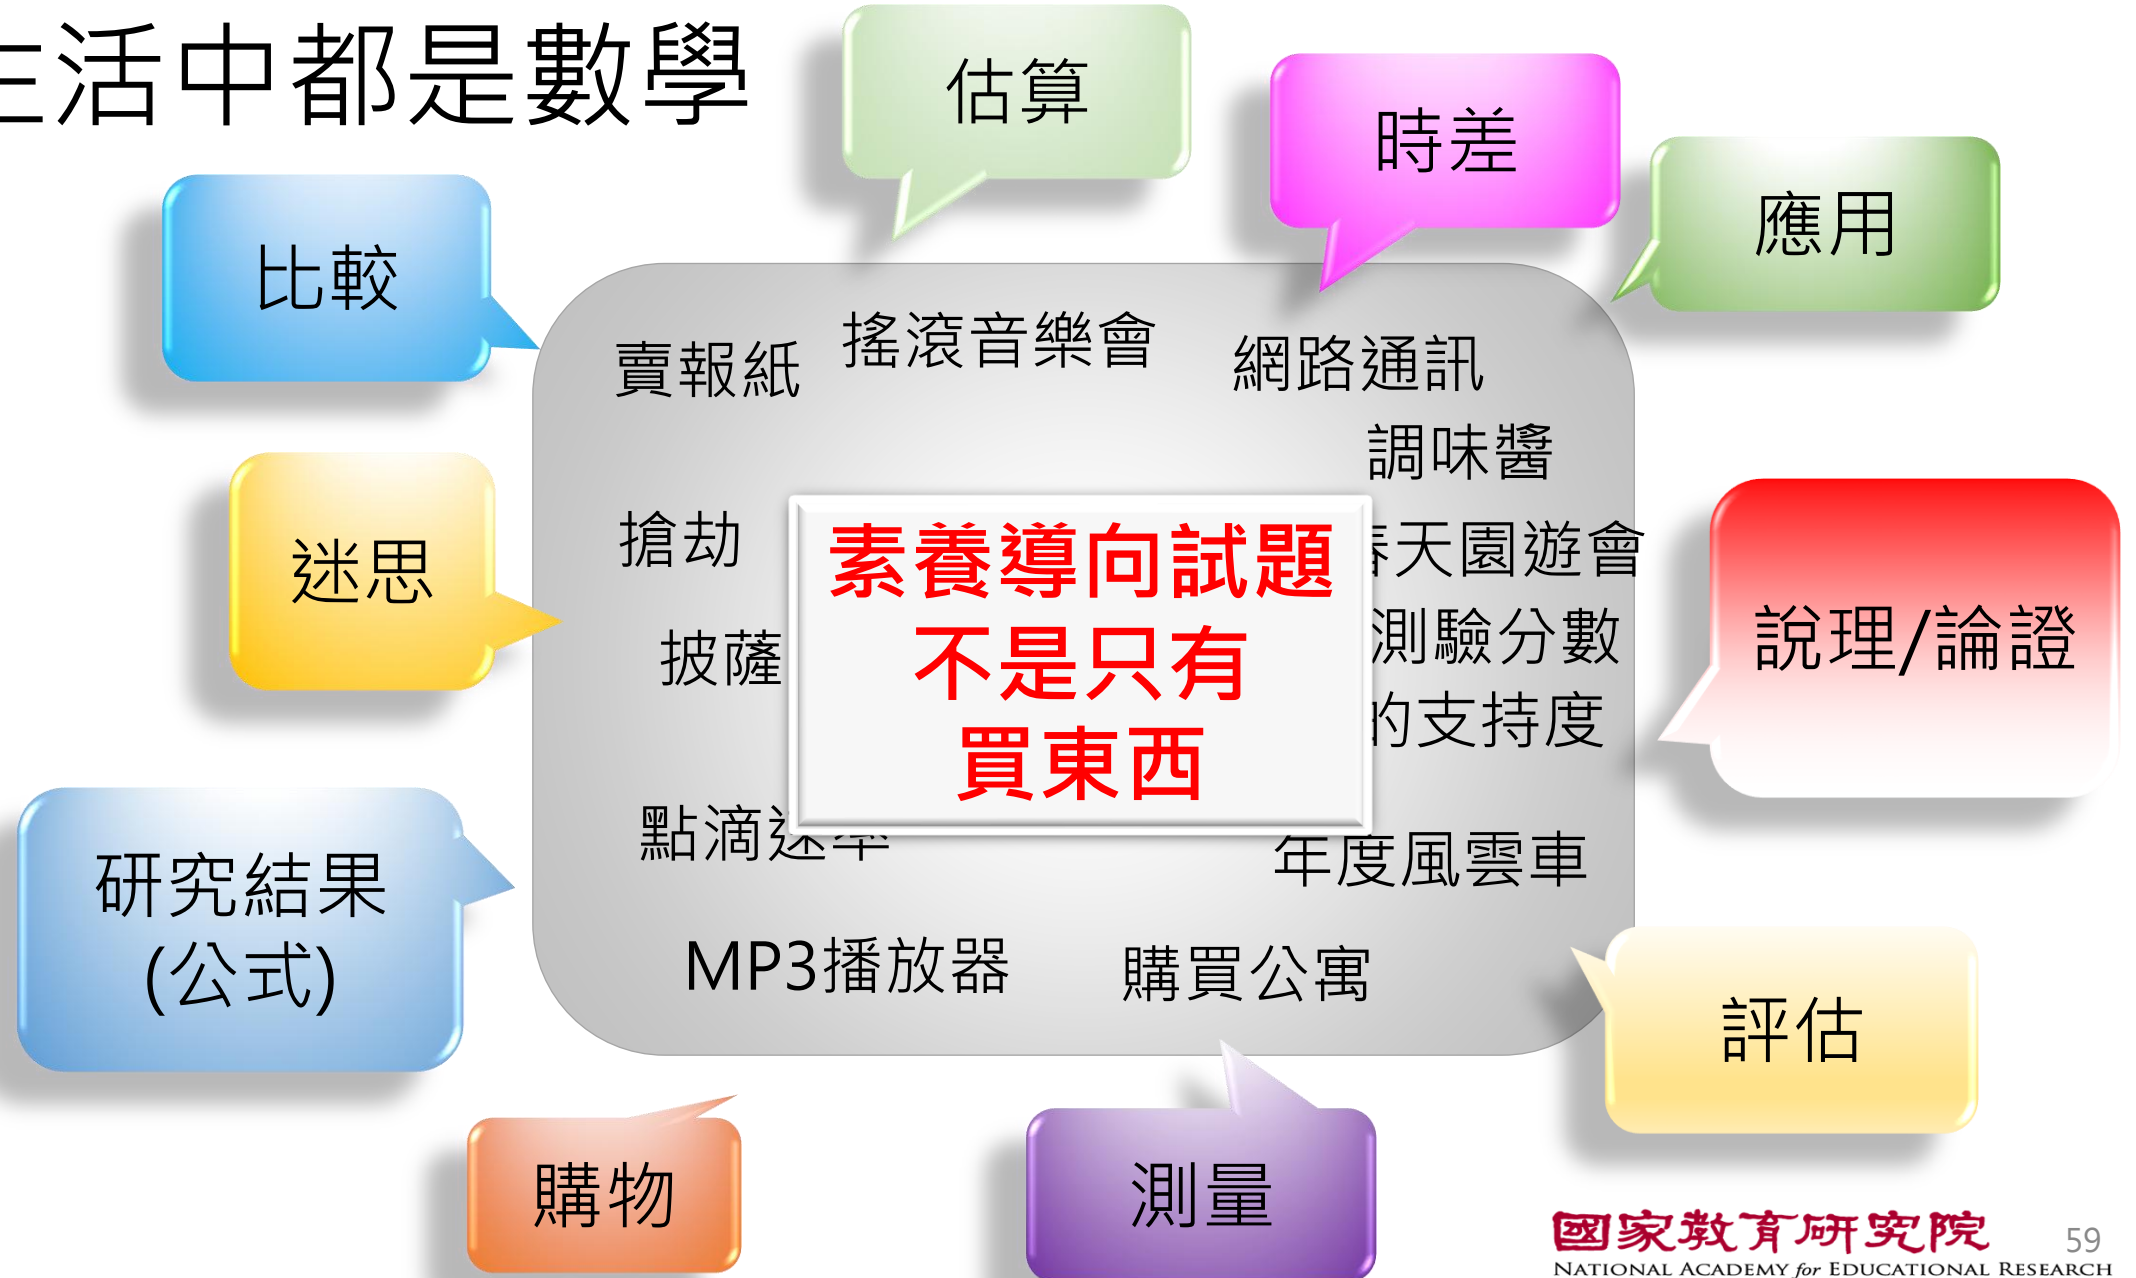 生活中都是數學
估算
時差
應用
比較
賣報紙
搖滾音樂會
網路通訊
調味醬
迷思
搶劫
素養導向試題
不是只有
買東西
春天園遊會
測驗分數
的支持度
披薩
說理/論證
點滴速率
年度風雲車
研究結果
(公式)
MP3播放器
購買公寓
評估
購物
測量
國家教育研究院
NATIONAL ACADEMY for EDUCATIONAL RESEARCH
59